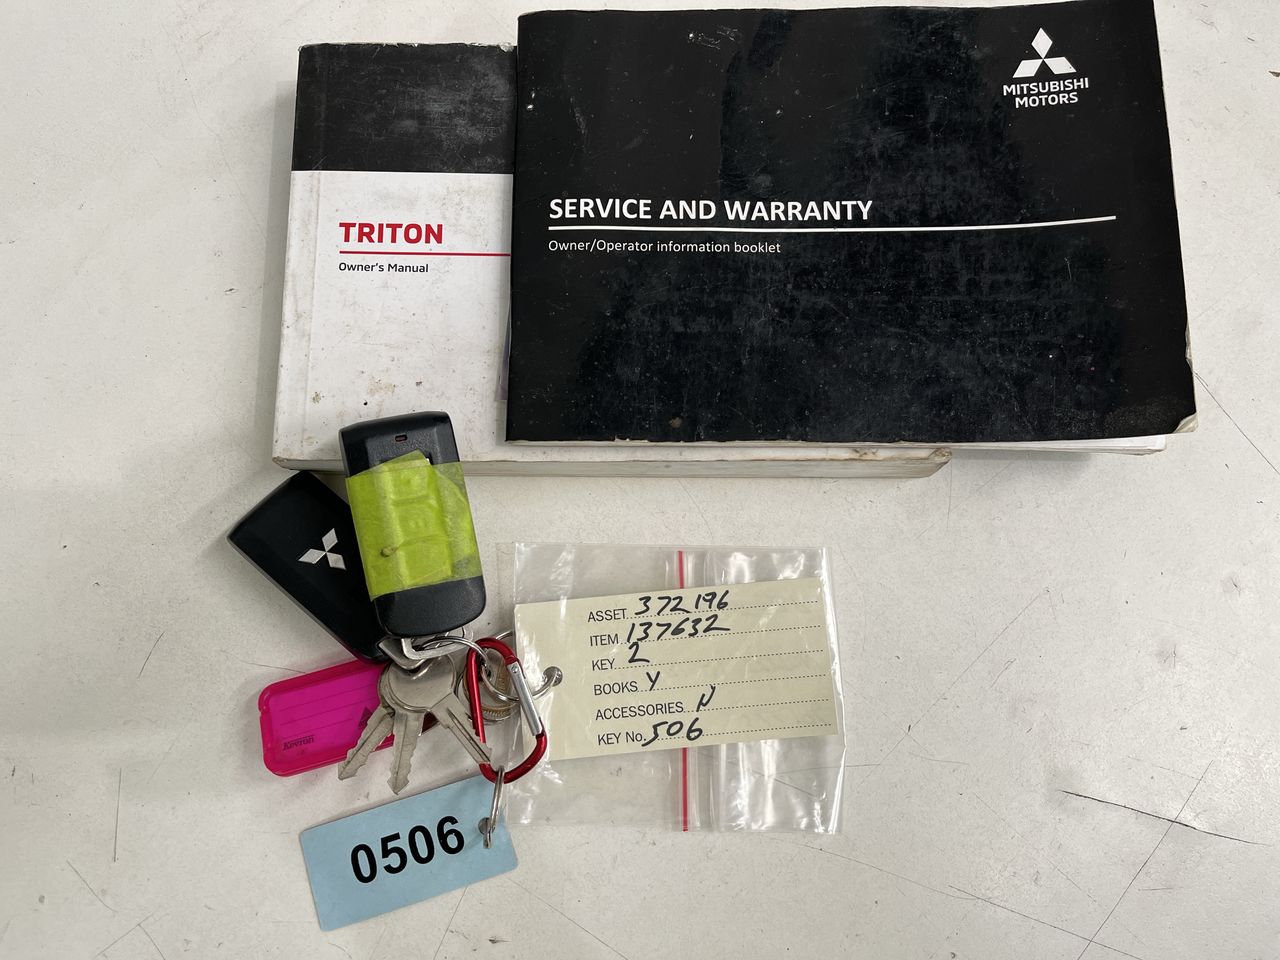 MITSUBISHI
MOTORS
SERVICE AND WARRANTY
Owner/Operator information booklet
TRITON
Owner's Manual
ASSET 372196
ITEM 137632
KEY 2
BOOKS Y
ACCESSORIES N
KEY No. 506
Kevron
0506